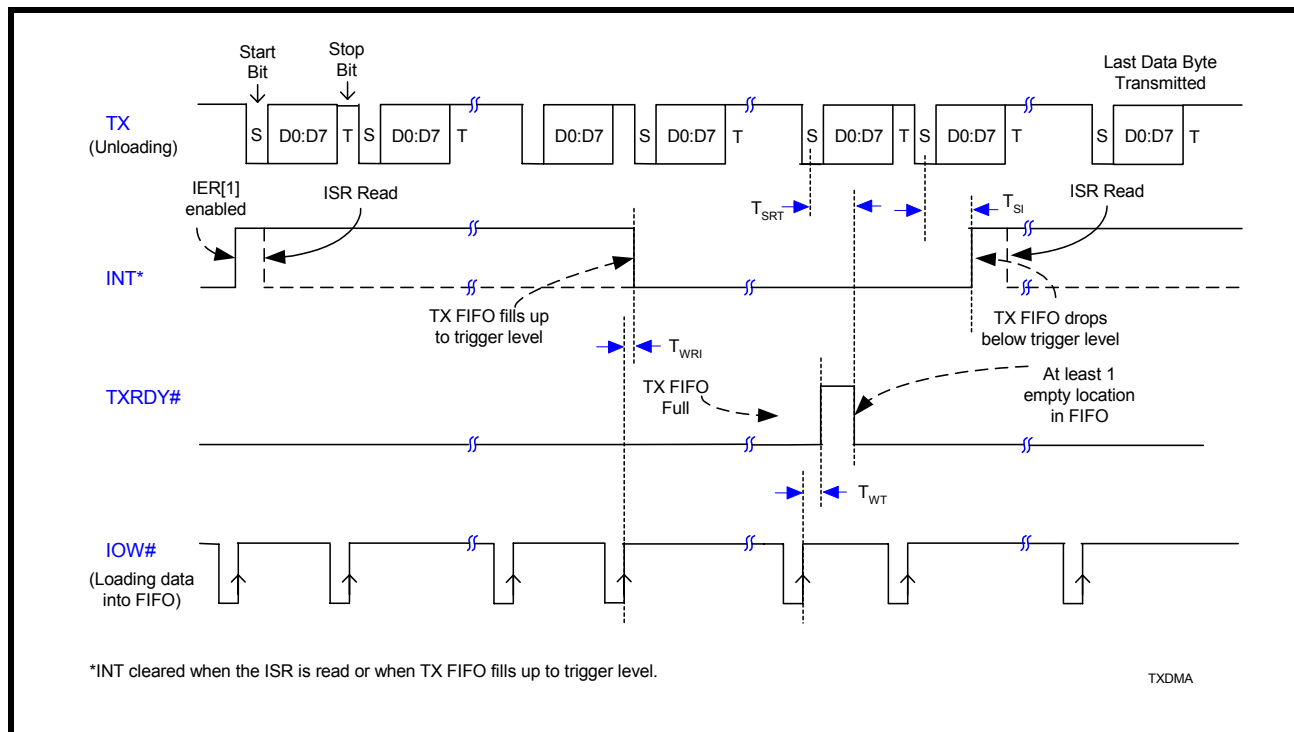 Start
Bit
Stop
Bit
Last Data Byte
Transmitted
TX
(Unloading)
S D0:D7 T S D0:D7 T D0:D7 S D0:D7 T S D0:D7 T S D0:D7 T S D0:D7 T
IER[1]
enabled
ISR Read
TSRT
TSI
ISR Read
INT*
TX FIFO fills up
to trigger level
TX FIFO drops
below trigger level
TWRI
TXRDY#
TX FIFO
Full
At least 1
empty location
in FIFO
TWT
IOW#
(Loading data
into FIFO)
*INT cleared when the ISR is read or when TX FIFO fills up to trigger level.
TXDMA